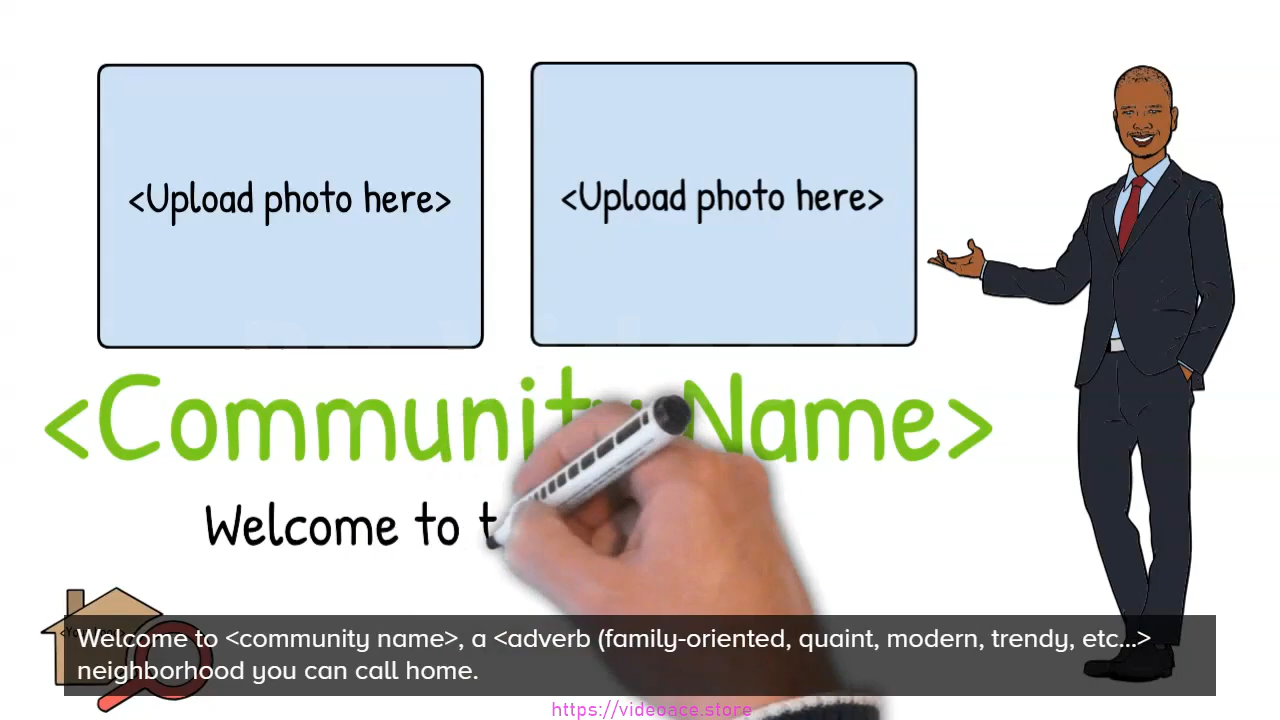 <Upload photo here> <Upload photo here>
<Community Name>
Welcome to t
Welcome to <community name>, a <adverb (family-oriented, quaint, modern, trendy, etc...>
neighborhood you can call home.
https://videoace.store